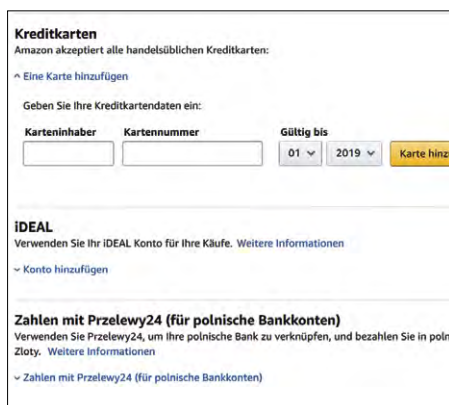 Kreditkarten
Amazon akzeptiert alle handelsüblichen Kreditkarten:
Eine Karte hinzufügen
Geben Sie Ihre Kreditkartendaten ein:
Karteninhaber Kartennummer Gültig bis
01 2019 Karte hinz
iDEAL
Verwenden Sie Ihr iDEAL Konto für Ihre Käufe. Weitere Informationen
Konto hinzufügen
Zahlen mit Przelewy24 (für polnische Bankkonten)
Verwenden Sie Przelewy24, um Ihre polnische Bank zu verknüpfen, und bezahlen Sie in poln
Zloty. Weitere Informationen
Zahlen mit Przelewy24 (für polnische Bankkonten)